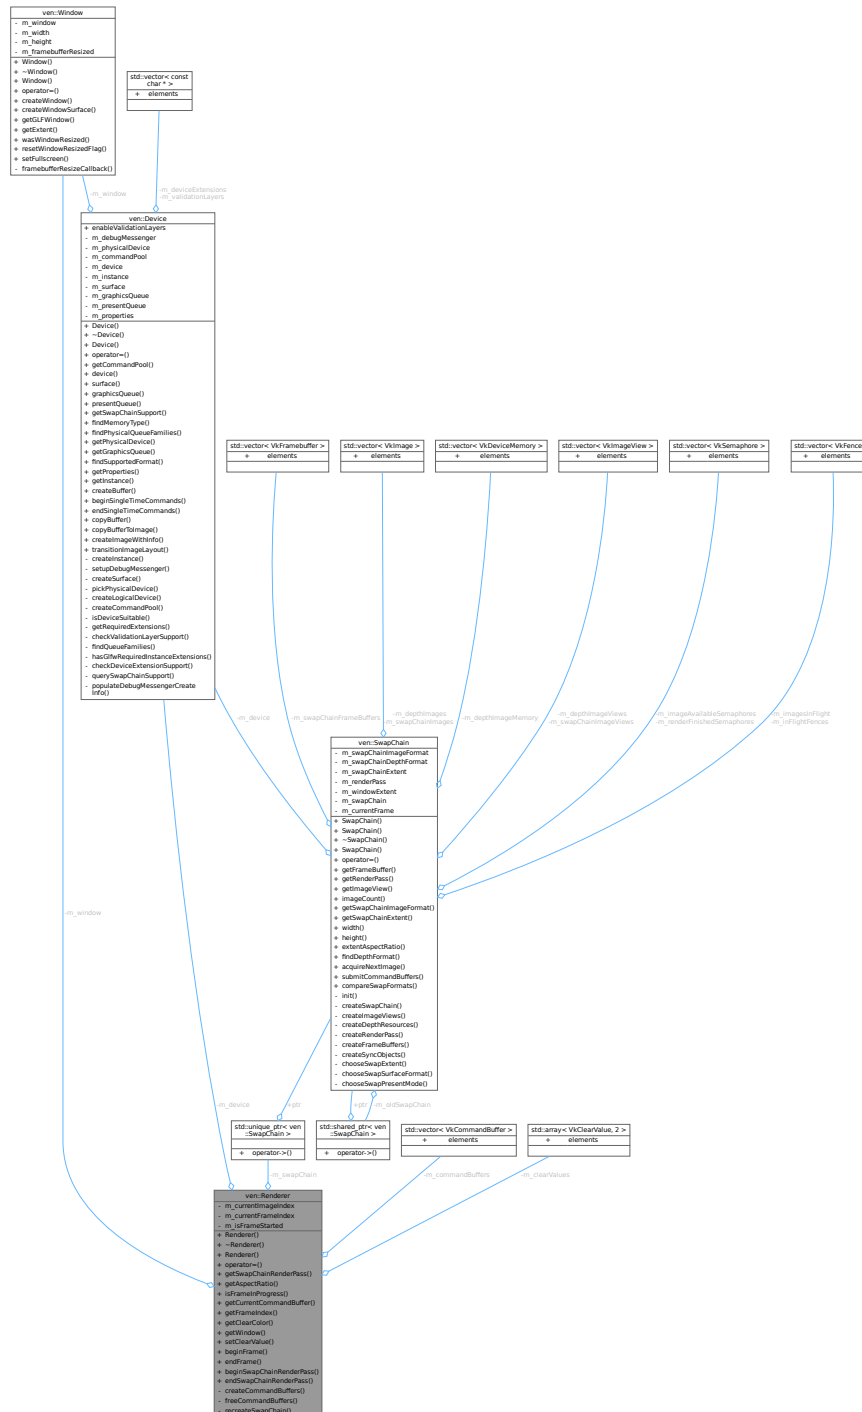 ven::Window
- m_window
- m_width
- m_height
- m_framebufferResized
+ Window()
+ ~Window()
+ Window()
+ operator=()
+ createWindow()
+ createWindowSurface()
+ getGLFWindow()
+ getExtent()
+ wasWindowResized()
+ resetWindowResizedFlag()
+ setFullscreen()
- framebufferResizeCallback()
std::vector< const
char * >
+ elements
-m_window
-m_deviceExtensions
-m_validationLayers
ven::Device
+ enableValidationLayers
- m_debugMessenger
- m_physicalDevice
- m_commandPool
- m_device
- m_instance
- m_surface
- m_graphicsQueue
- m_presentQueue
- m_properties
+ Device()
+ ~Device()
+ Device()
+ operator=()
+ getCommandPool()
+ device()
+ surface()
+ graphicsQueue()
+ presentQueue()
+ getSwapChainSupport()
+ findMemoryType()
+ findPhysicalQueueFamilies()
+ getPhysicalDevice()
+ getGraphicsQueue()
+ findSupportedFormat()
+ getProperties()
+ getInstance()
+ createBuffer()
+ beginSingleTimeCommands()
+ endSingleTimeCommands()
+ copyBuffer()
+ copyBufferToImage()
+ createImageWithInfo()
+ transitionImageLayout()
- createInstance()
- setupDebugMessenger()
- createSurface()
- pickPhysicalDevice()
- createLogicalDevice()
- createCommandPool()
- isDeviceSuitable()
- getRequiredExtensions()
- checkValidationLayerSupport()
- findQueueFamilies()
- hasGlfwRequiredInstanceExtensions()
- checkDeviceExtensionSupport()
- querySwapChainSupport()
- populateDebugMessengerCreate
Info()
std::vector< VkFramebuffer >
+ elements
std::vector< VkImage >
+ elements
std::vector< VkDeviceMemory >
+ elements
std::vector< VkImageView >
+ elements
std::vector< VkSemaphore >
+ elements
std::vector< VkFence
+ elements
-m_device
-m_swapChainFrameBuffers
-m_depthImages
-m_swapChainImages
-m_depthImageMemory
-m_depthImageViews
-m_swapChainImageViews
-m_imageAvailableSemaphores
-m_renderFinishedSemaphores
-m_imagesInFlight
-m_inFlightFences
ven::SwapChain
- m_swapChainImageFormat
- m_swapChainDepthFormat
- m_swapChainExtent
- m_renderPass
- m_windowExtent
- m_swapChain
- m_currentFrame
+ SwapChain()
+ SwapChain()
+ ~SwapChain()
+ SwapChain()
+ operator=()
+ getFrameBuffer()
+ getRenderPass()
+ getImageView()
+ imageCount()
+ getSwapChainImageFormat()
+ getSwapChainExtent()
+ width()
+ height()
+ extentAspectRatio()
+ findDepthFormat()
+ acquireNextImage()
+ submitCommandBuffers()
+ compareSwapFormats()
- init()
- createSwapChain()
- createImageViews()
- createDepthResources()
- createRenderPass()
- createFrameBuffers()
- createSyncObjects()
- chooseSwapExtent()
- chooseSwapSurfaceFormat()
- chooseSwapPresentMode()
-m_window
-m_device
+ptr
+ptr
-m_oldSwapChain
std::unique_ptr< ven
::SwapChain >
+ operator->()
std::shared_ptr< ven
::SwapChain >
+ operator->()
std::vector< VkCommandBuffer >
+ elements
std::array< VkClearValue, 2 >
+ elements
-m_swapChain
-m_commandBuffers
-m_clearValues
ven::Renderer
- m_currentImageIndex
- m_currentFrameIndex
- m_isFrameStarted
+ Renderer()
+ ~Renderer()
+ Renderer()
+ operator=()
+ getSwapChainRenderPass()
+ getAspectRatio()
+ isFrameInProgress()
+ getCurrentCommandBuffer()
+ getFrameIndex()
+ getClearColor()
+ getWindow()
+ setClearValue()
+ beginFrame()
+ endFrame()
+ beginSwapChainRenderPass()
+ endSwapChainRenderPass()
- createCommandBuffers()
- freeCommandBuffers()
- recreateSwapChain()